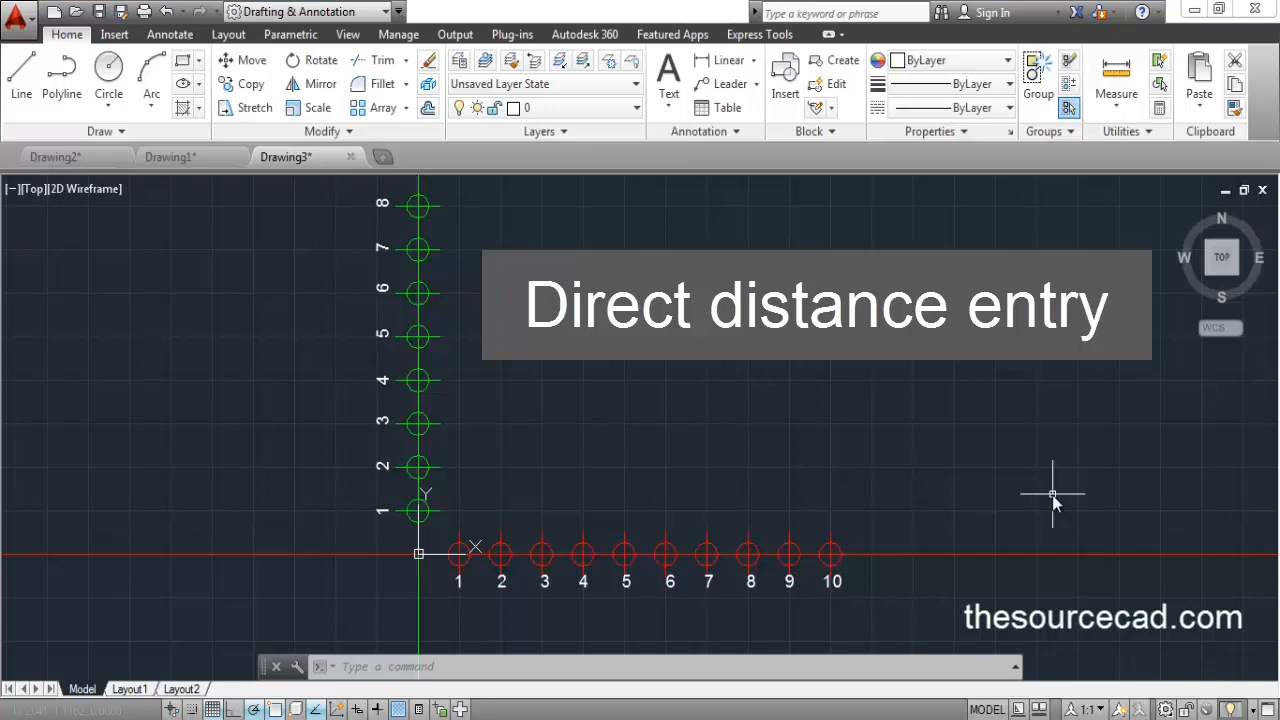 Drafting & Annotation
Type a keyword or phrase
Sign In
Home Insert Annotate Layout Parametric View Manage Output Plug-ins Autodesk 360 Featured Apps Express Tools
Line Polyline Circle Arc
Move Rotate Trim
Copy Mirror Fillet
Stretch Scale Array
Unsaved Layer State
0
Text
Linear
Leader
Table
Insert
Create
Edit
ByLayer
ByLayer
ByLayer
Group
Measure
Paste
Draw Modify Layers Annotation Block Properties Groups Utilities Clipboard
Drawing2* Drawing1* Drawing3*
[−][Top][2D Wireframe]
8
7
6
5
4
3
2
1
Y
X
1 2 3 4 5 6 7 8 9 10
Direct distance entry
N
W TOP E
S
WCS
thesourcecad.com
Type a command
Model Layout1 Layout2
MODEL
1:1